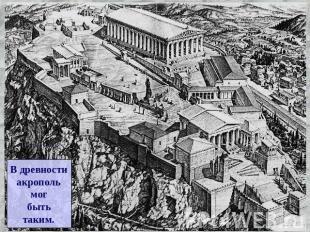 В древности
акрополь
мог
быть
таким.